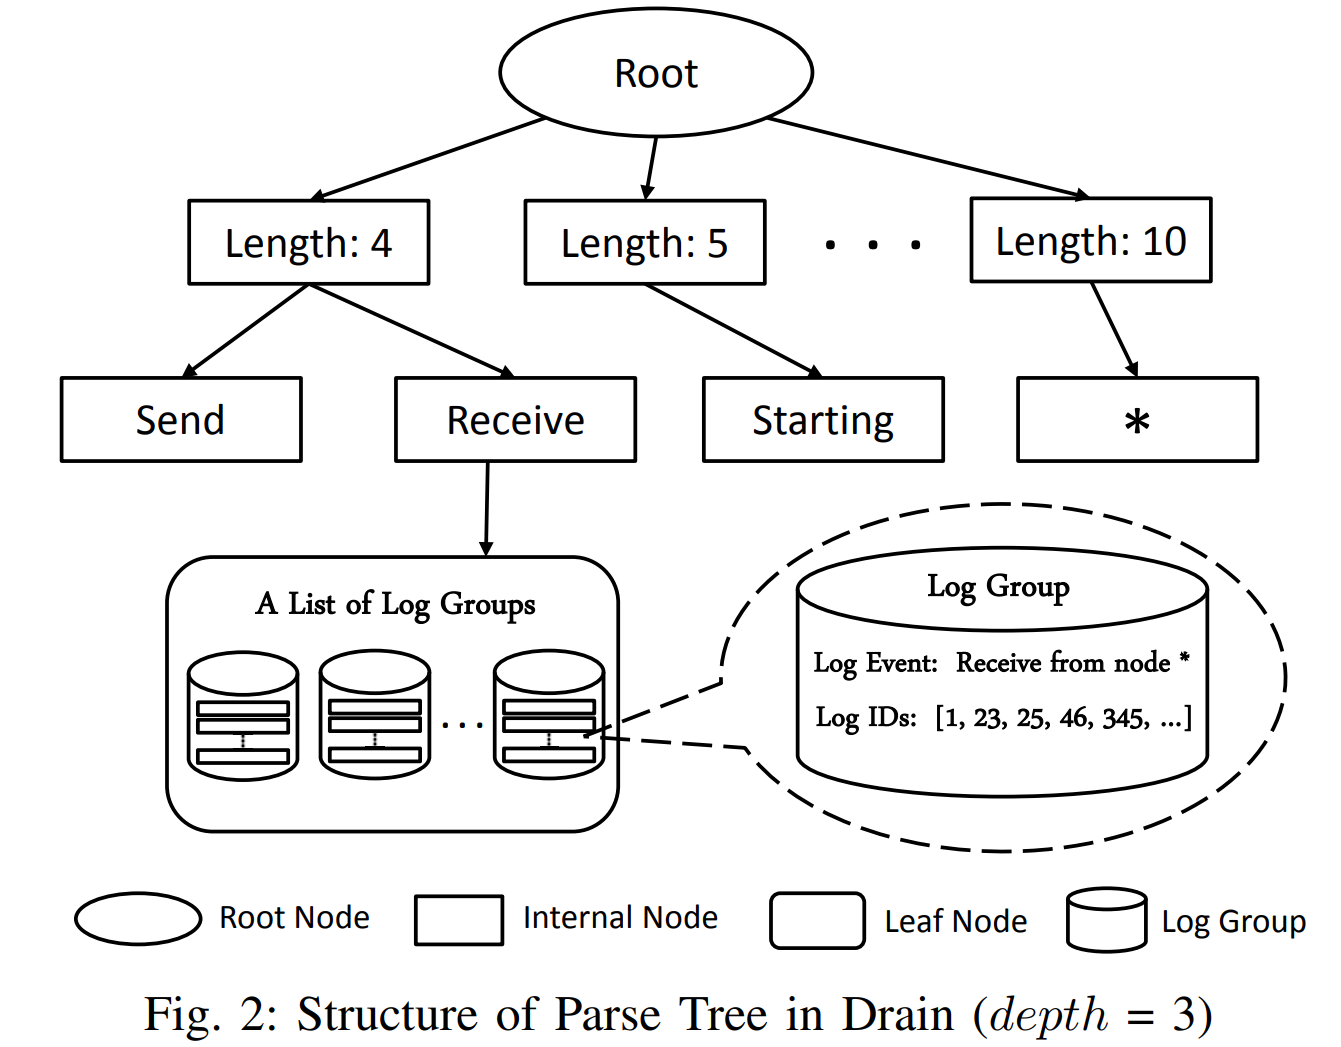 Root
Length: 4
Length: 5
. . .
Length: 10
Send
Receive
Starting
*
A List of Log Groups
...
Log Group
Log Event: Receive from node *
Log IDs: [1, 23, 25, 46, 345, ...]
Root Node
Internal Node
Leaf Node
Log Group
Fig. 2: Structure of Parse Tree in Drain (depth = 3)